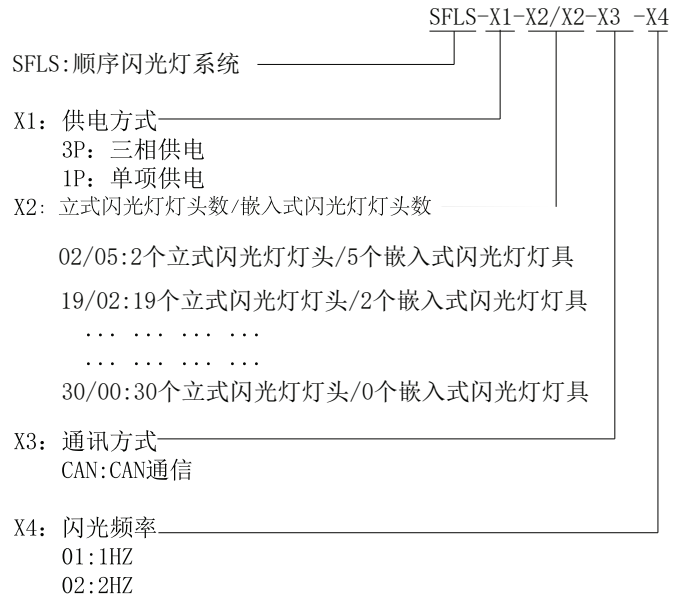 SFLS-X1-X2/X2-X3 -X4
SFLS:顺序闪光灯系统
X1: 供电方式
3P: 三相供电
1P: 单项供电
X2: 立式闪光灯灯头数/嵌入式闪光灯灯头数
02/05:2个立式闪光灯灯头/5个嵌入式闪光灯灯具
19/02:19个立式闪光灯灯头/2个嵌入式闪光灯灯具
... ... ... ...
... ... ... ...
30/00:30个立式闪光灯灯头/0个嵌入式闪光灯灯具
X3: 通讯方式
CAN:CAN通信
X4: 闪光频率
01:1HZ
02:2HZ